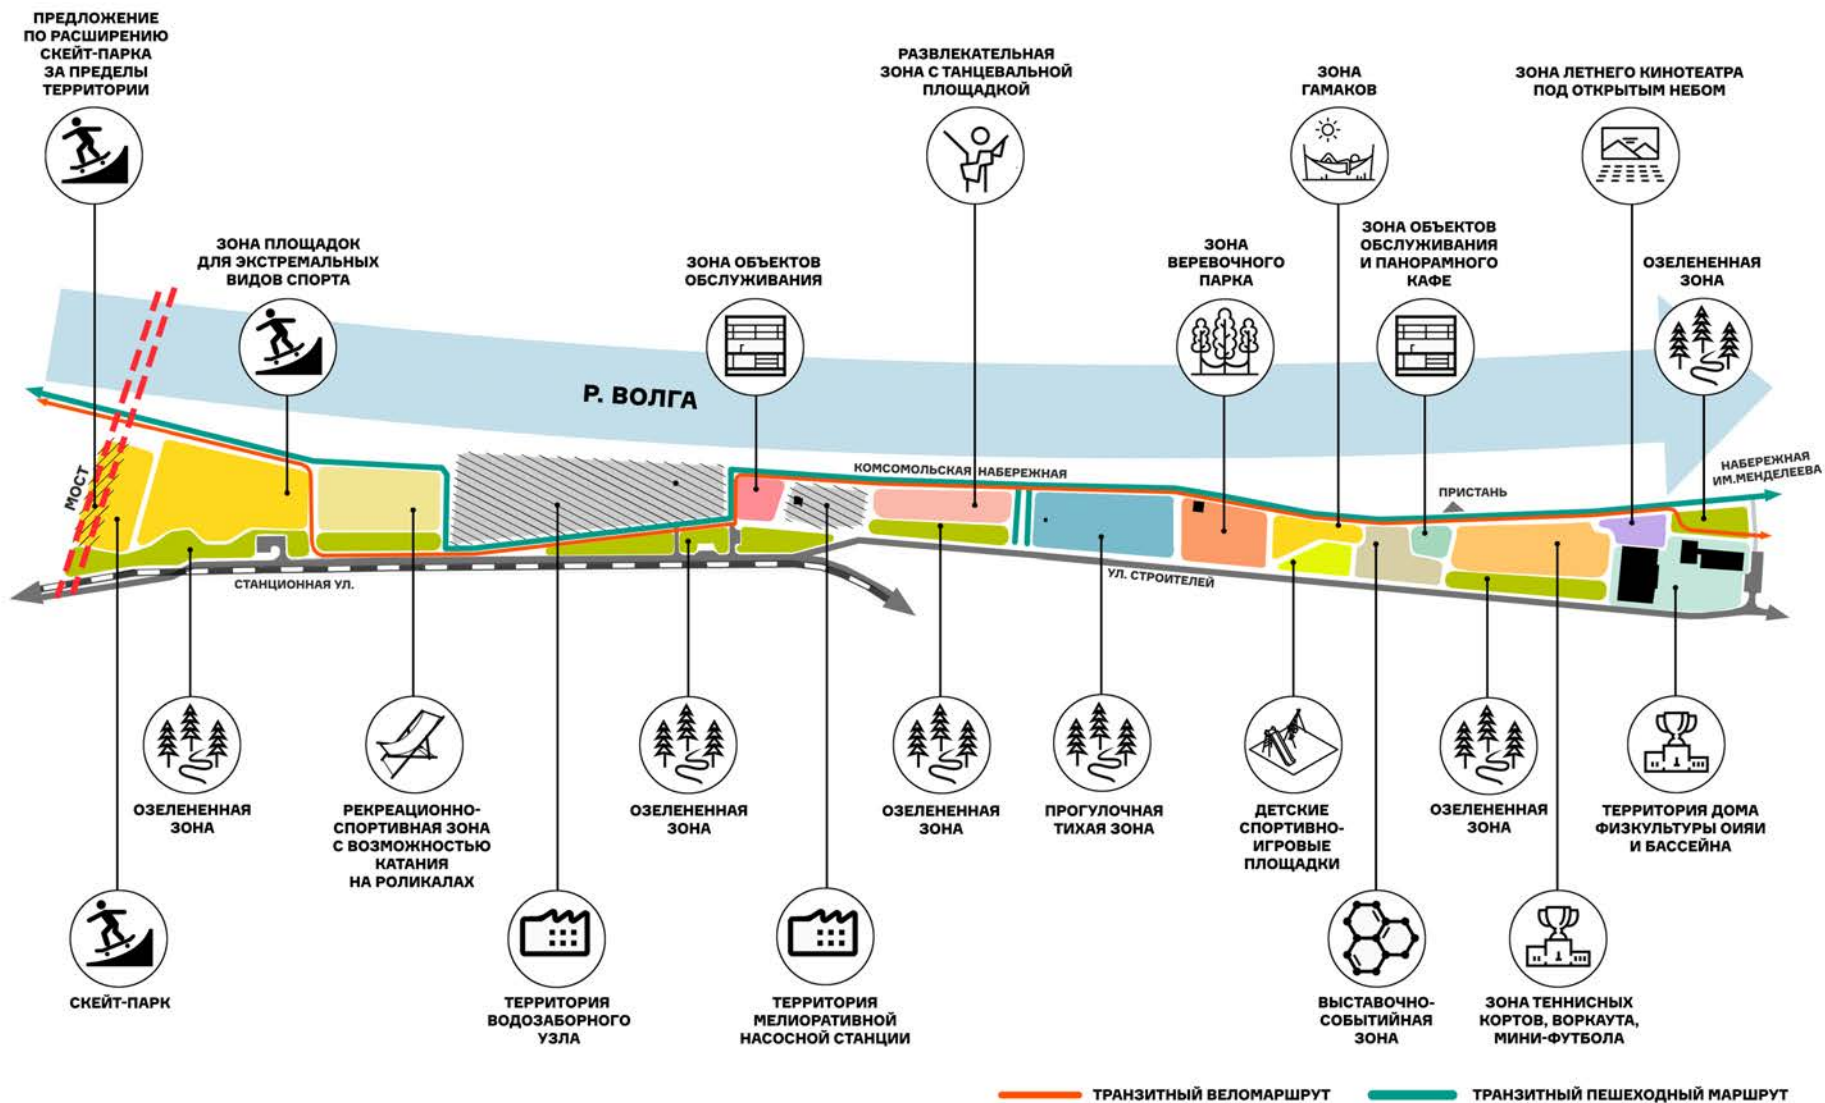 ПРЕДЛОЖЕНИЕ
ПО РАСШИРЕНИЮ
СКЕЙТ-ПАРКА
ЗА ПРЕДЕЛЫ
ТЕРРИТОРИИ
РАЗВЛЕКАТЕЛЬНАЯ
ЗОНА С ТАНЦЕВАЛЬНОЙ
ПЛОЩАДКОЙ
ЗОНА
ГАМАКОВ
ЗОНА ЛЕТНЕГО КИНОТЕАТРА
ПОД ОТКРЫТЫМ НЕБОМ
ЗОНА ПЛОЩАДОК
ДЛЯ ЭКСТРЕМАЛЬНЫХ
ВИДОВ СПОРТА
ЗОНА ОБЪЕКТОВ
ОБСЛУЖИВАНИЯ
ЗОНА
ВЕРЕВОЧНОГО
ПАРКА
ЗОНА ОБЪЕКТОВ
ОБСЛУЖИВАНИЯ
И ПАНОРАМНОГО
КАФЕ
ОЗЕЛЕНЕННАЯ
ЗОНА
Р. ВОЛГА
МОСТ
КОМСОМОЛЬСКАЯ НАБЕРЕЖНАЯ
ПРИСТАНЬ
НАБЕРЕЖНАЯ
ИМ.МЕНДЕЛЕЕВА
СТАНЦИОННАЯ УЛ.
УЛ. СТРОИТЕЛЕЙ
ОЗЕЛЕНЕННАЯ
ЗОНА
РЕКРЕАЦИОННО-
СПОРТИВНАЯ ЗОНА
С ВОЗМОЖНОСТЬЮ
КАТАНИЯ
НА РОЛИКАЛАХ
ОЗЕЛЕНЕННАЯ
ЗОНА
ОЗЕЛЕНЕННАЯ
ЗОНА
ПРОГУЛОЧНАЯ
ТИХАЯ ЗОНА
ДЕТСКИЕ
СПОРТИВНО-
ИГРОВЫЕ
ПЛОЩАДКИ
ОЗЕЛЕНЕННАЯ
ЗОНА
ТЕРРИТОРИЯ ДОМА
ФИЗКУЛЬТУРЫ ОИЯИ
И БАССЕЙНА
СКЕЙТ-ПАРК
ТЕРРИТОРИЯ
ВОДОЗАБОРНОГО
УЗЛА
ТЕРРИТОРИЯ
МЕЛИОРАТИВНОЙ
НАСОСНОЙ СТАНЦИИ
ВЫСТАВОЧНО-
СОБЫТИЙНАЯ
ЗОНА
ЗОНА ТЕННИСНЫХ
КОРТОВ, ВОРКАУТА,
МИНИ-ФУТБОЛА
ТРАНЗИТНЫЙ ВЕЛОМАРШРУТ
ТРАНЗИТНЫЙ ПЕШЕХОДНЫЙ МАРШРУТ